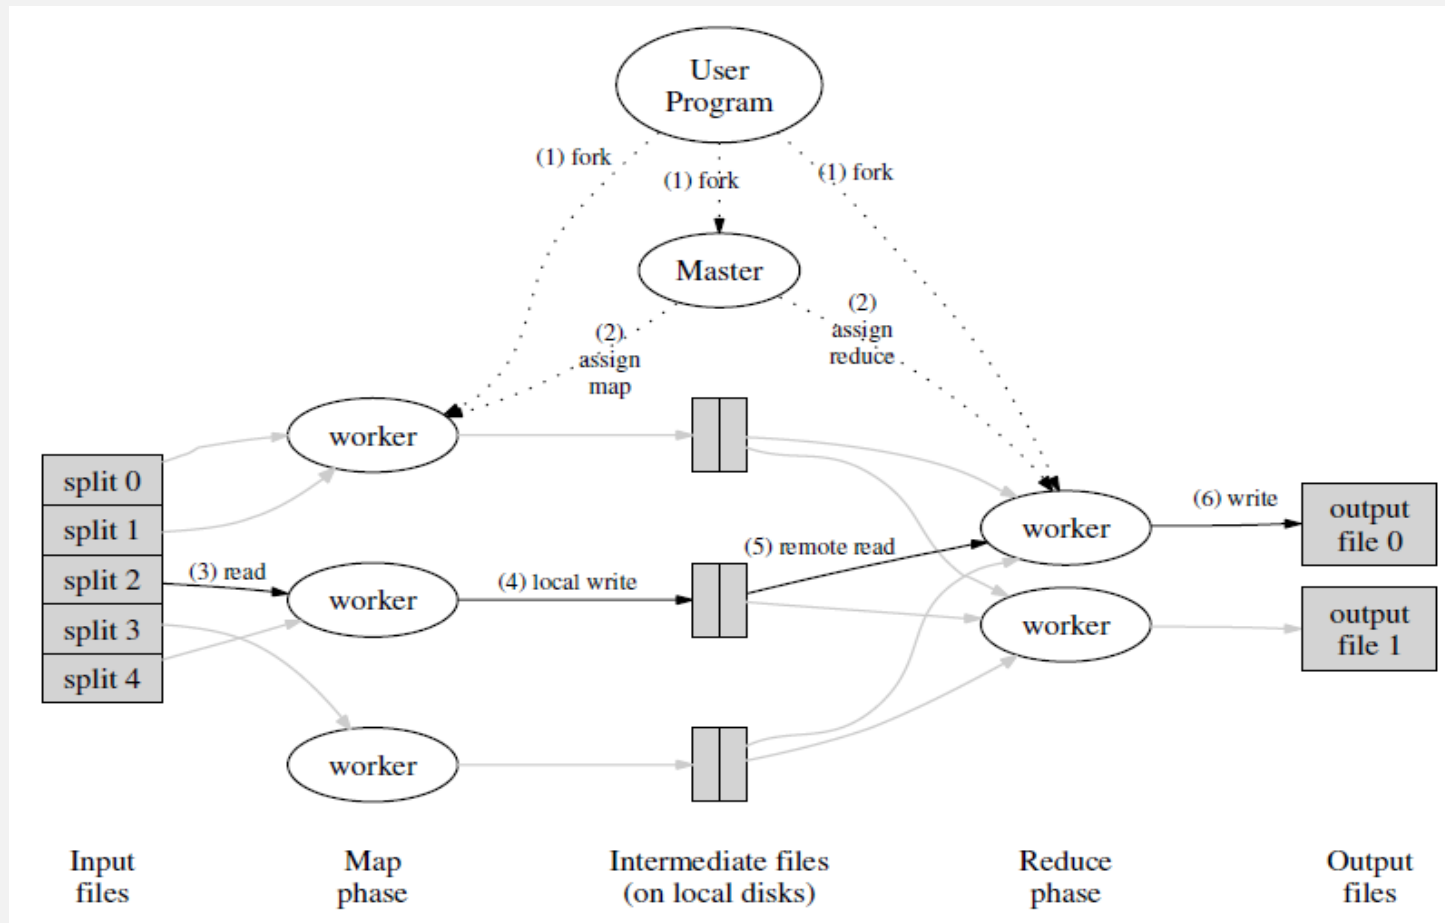 User
Program
(1) fork
(1) fork
(1) fork
Master
(2)
assign
map
(2)
assign
reduce
worker
split 0
split 1
split 2
split 3
split 4
(3) read
worker
(4) local write
(5) remote read
worker
(6) write
output
file 0
worker
output
file 1
worker
Input
files
Map
phase
Intermediate files
(on local disks)
Reduce
phase
Output
files